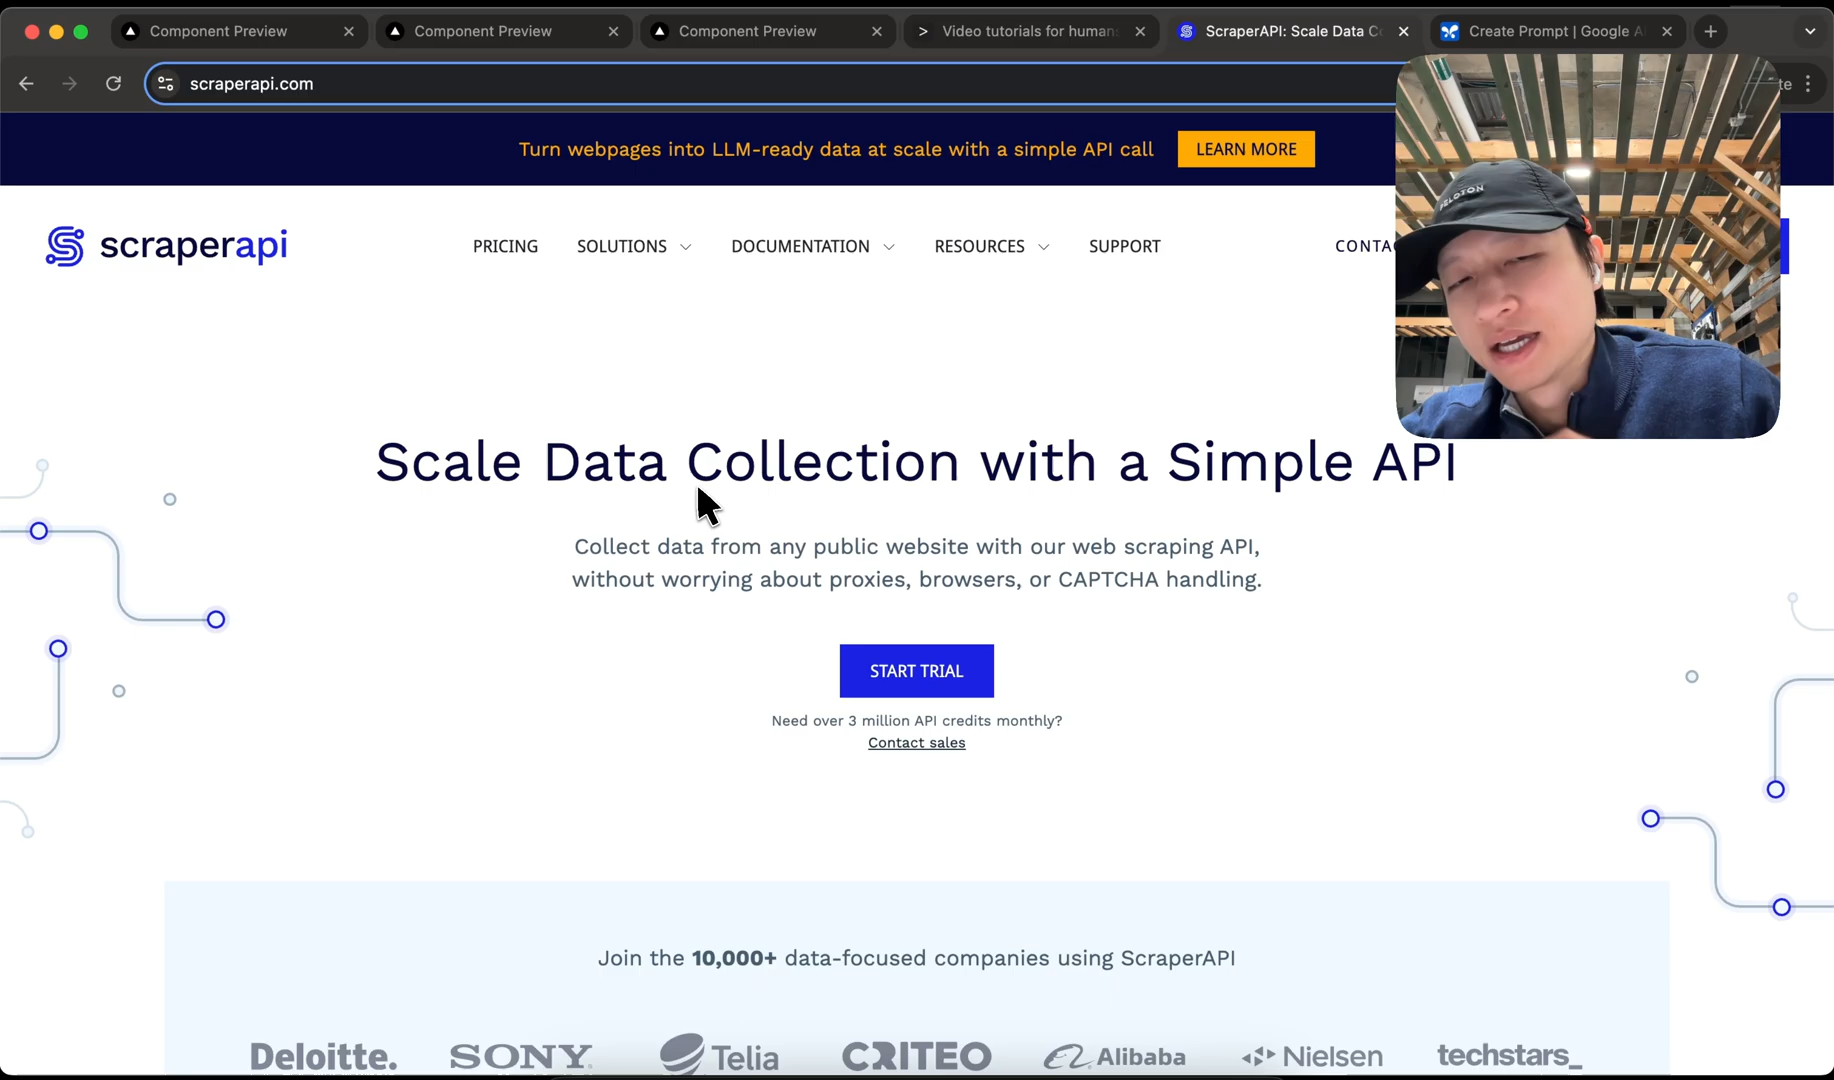 Component Preview
Component Preview
Component Preview
> Video tutorials for human
ScraperAPI: Scale Data Co
Create Prompt | Google A
scraperapi.com
te
Turn webpages into LLM-ready data at scale with a simple API call
LEARN MORE
scraperapi
PRICING
SOLUTIONS
DOCUMENTATION
RESOURCES
SUPPORT
CONTAC
PELOTON
Scale Data Collection with a Simple API
Collect data from any public website with our web scraping API,
without worrying about proxies, browsers, or CAPTCHA handling.
START TRIAL
Need over 3 million API credits monthly?
Contact sales
Join the 10,000+ data-focused companies using ScraperAPI
Deloitte.
SONY
Telia
CRITEO
Alibaba
Nielsen
techstars_